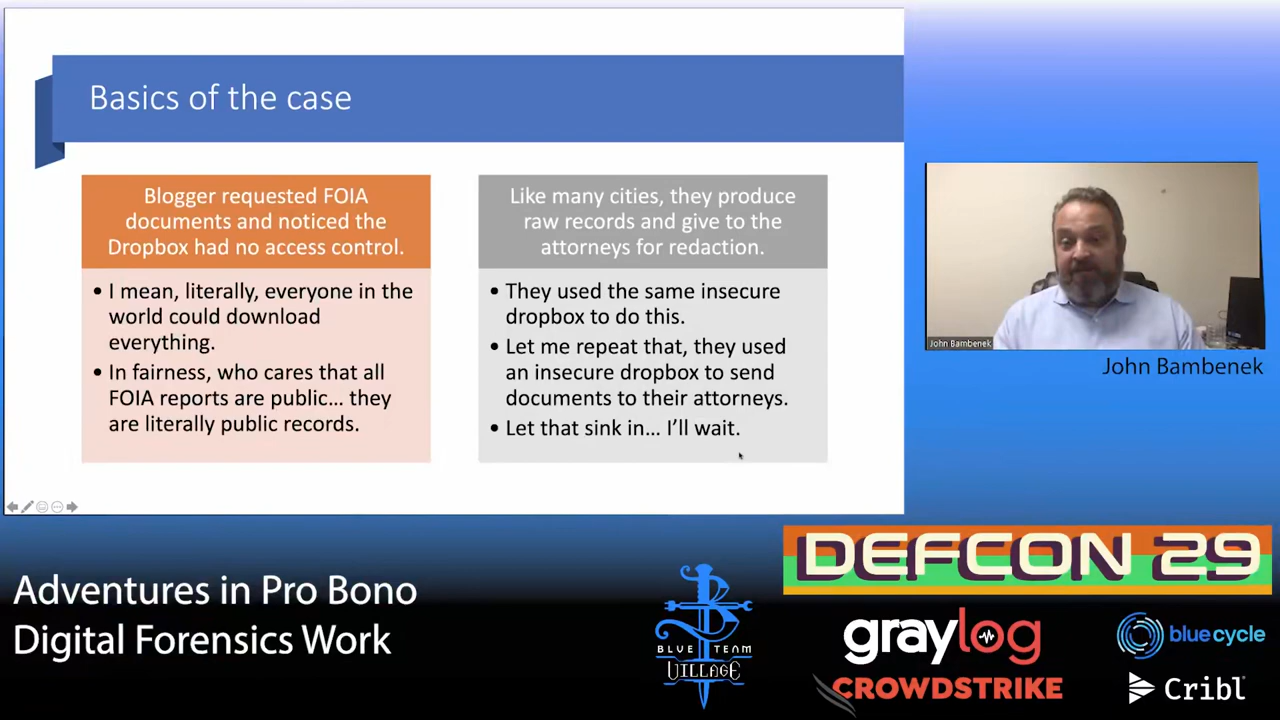 Basics of the case
Blogger requested FOIA
documents and noticed the
Dropbox had no access control.
• I mean, literally, everyone in the
world could download
everything.
• In fairness, who cares that all
FOIA reports are public... they
are literally public records.
Like many cities, they produce
raw records and give to the
attorneys for redaction.
• They used the same insecure
dropbox to do this.
• Let me repeat that, they used
an insecure dropbox to send
documents to their attorneys.
• Let that sink in... I'll wait.
John Bambenek
John Bambenek
Adventures in Pro Bono
Digital Forensics Work
BLUE TEAM
VILLAGE
DEFCON 29
graylog
blue cycle
CROWDSTRIKE
Cribl